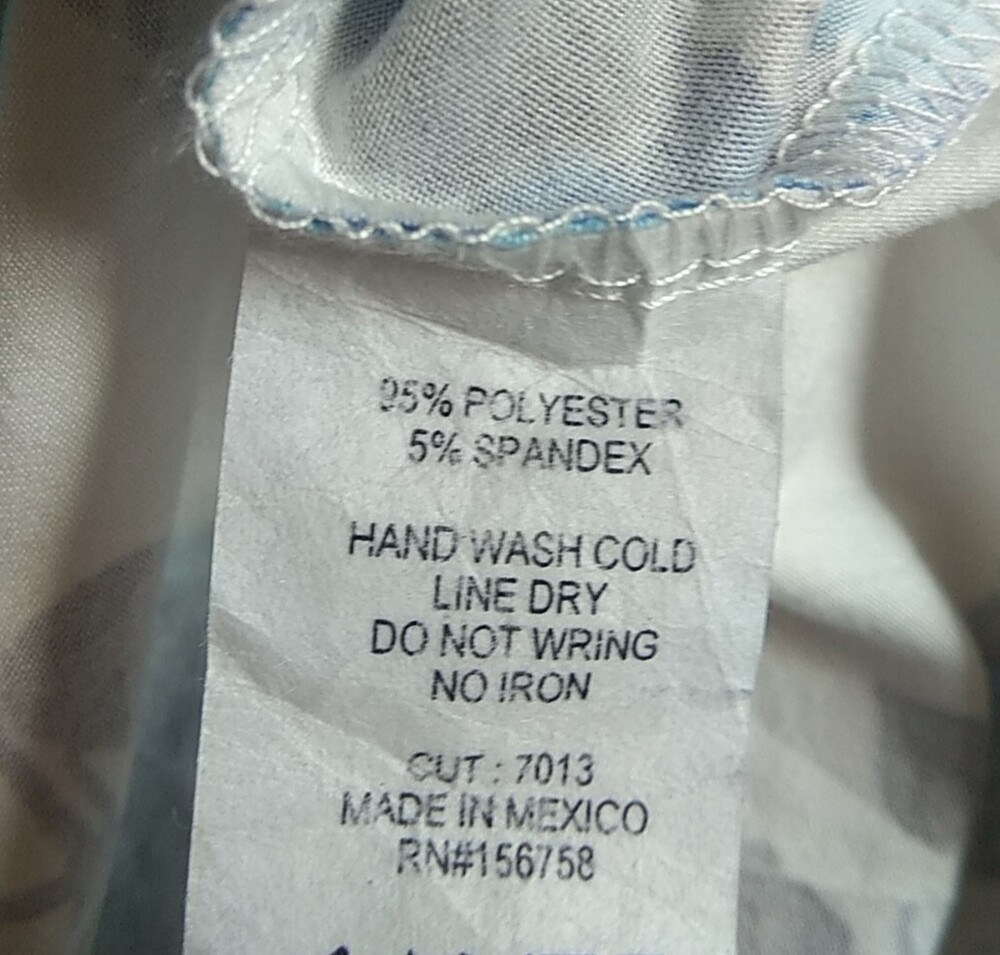 95% POLYESTER
5% SPANDEX
HAND WASH COLD
LINE DRY
DO NOT WRING
NO IRON
CUT : 7013
MADE IN MEXICO
RN#156758